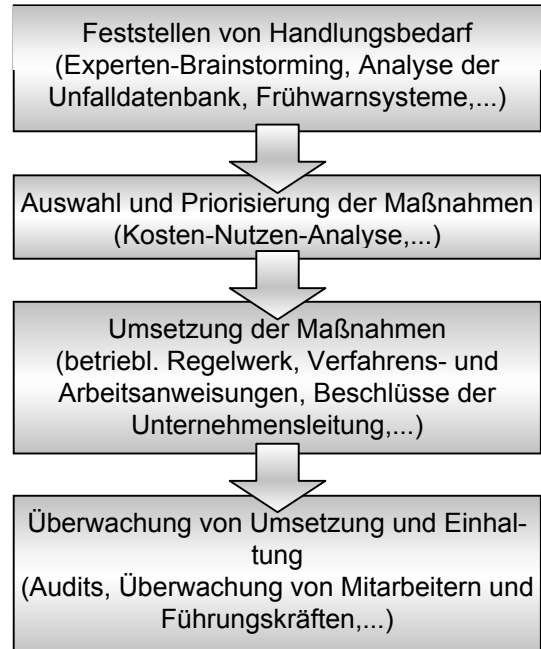 Feststellen von Handlungsbedarf
(Experten-Brainstorming, Analyse der
Unfalldatenbank, Frühwarnsysteme,...)
Auswahl und Priorisierung der Maßnahmen
(Kosten-Nutzen-Analyse,...)
Umsetzung der Maßnahmen
(betriebl. Regelwerk, Verfahrens- und
Arbeitsanweisungen, Beschlüsse der
Unternehmensleitung,...)
Überwachung von Umsetzung und Einhal-
tung
(Audits, Überwachung von Mitarbeitern und
Führungskräften,...)